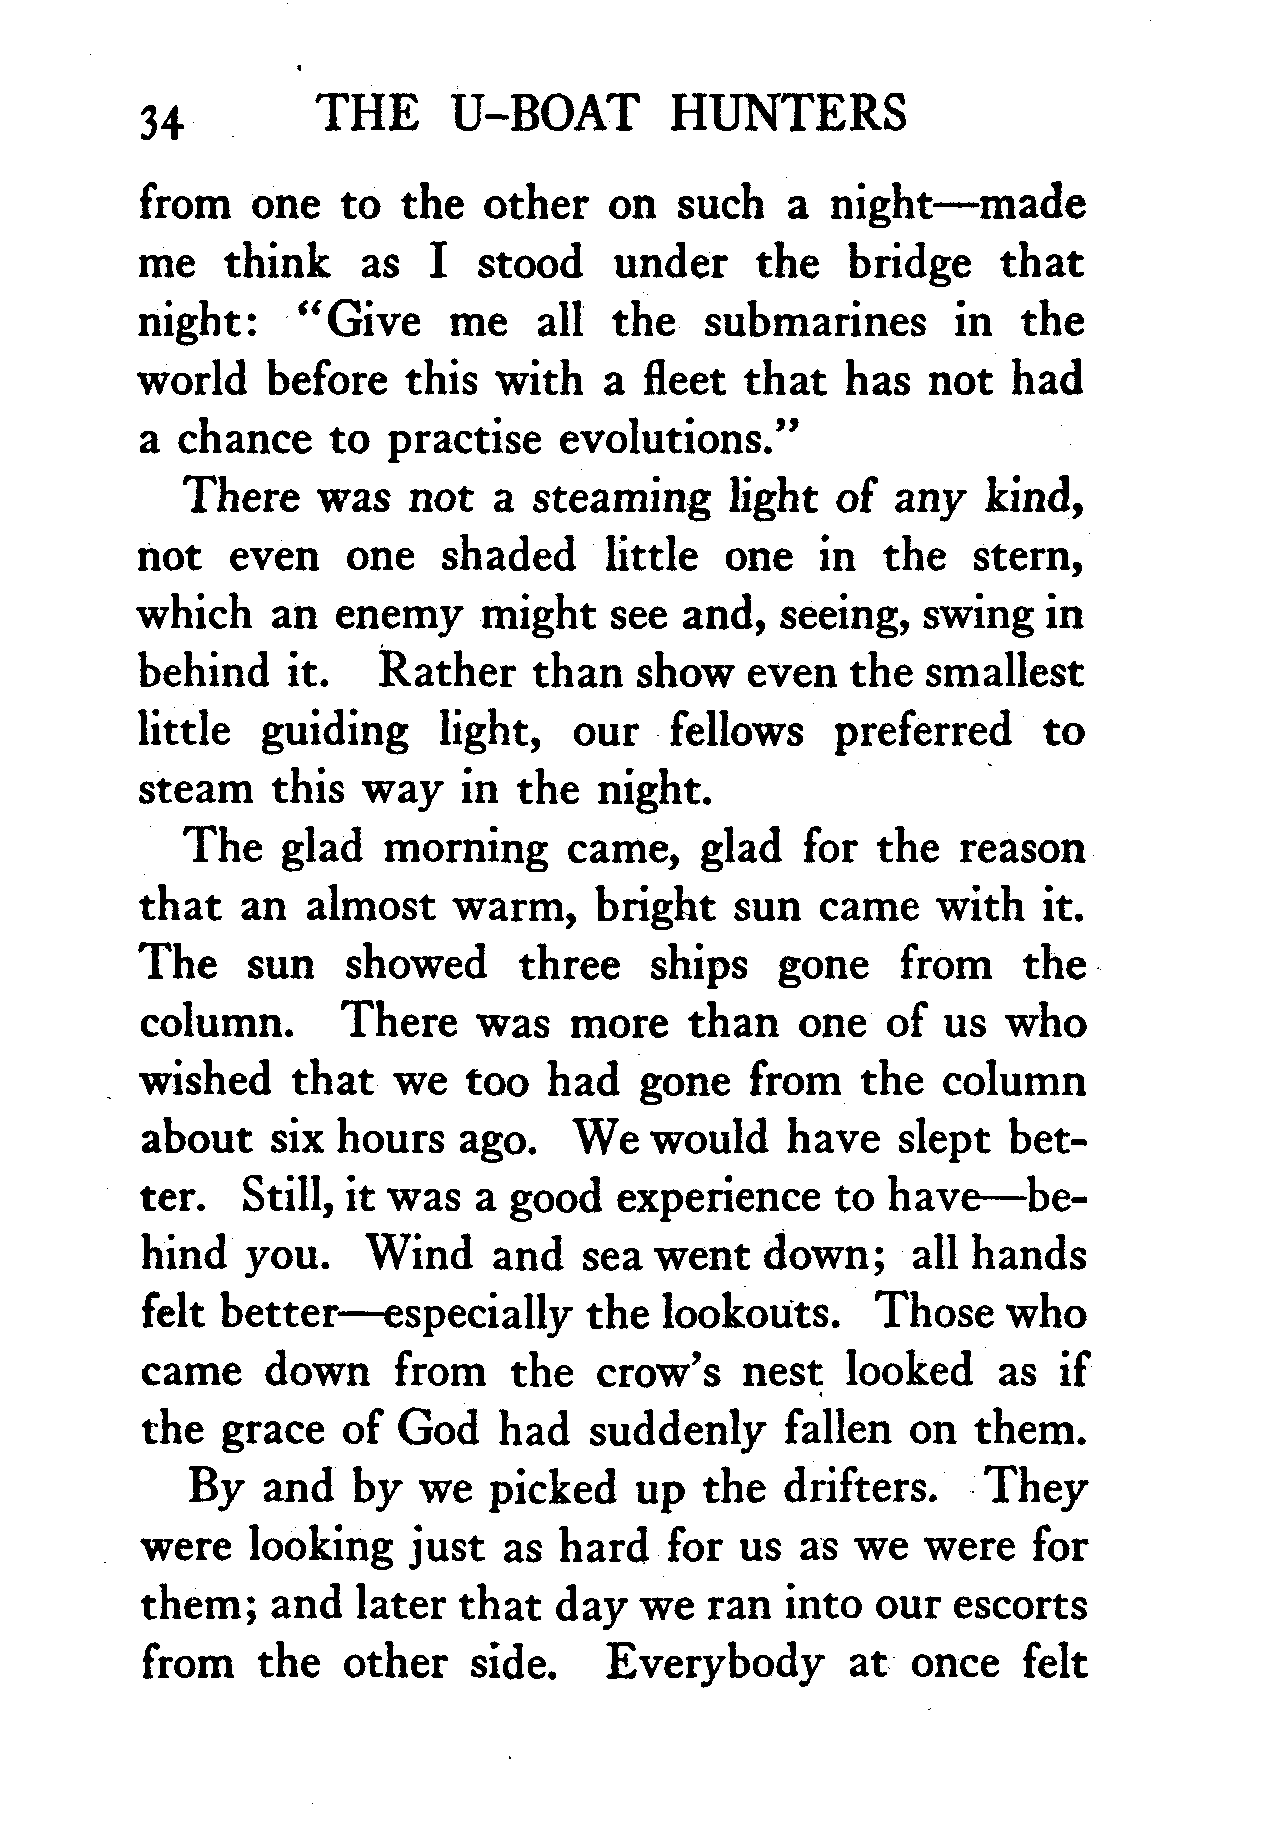 34 THE U-BOAT HUNTERS
from one to the other on such a night—made
me think as I stood under the bridge that
night: "Give me all the submarines in the
world before this with a fleet that has not had
a chance to practise evolutions."
There was not a steaming light of any kind,
not even one shaded little one in the stern,
which an enemy might see and, seeing, swing in
behind it. Rather than show even the smallest
little guiding light, our fellows preferred to
steam this way in the night.
The glad morning came, glad for the reason
that an almost warm, bright sun came with it.
The sun showed three ships gone from the
column. There was more than one of us who
wished that we too had gone from the column
about six hours ago. We would have slept bet-
ter. Still, it was a good experience to have—be-
hind you. Wind and sea went down; all hands
felt better—especially the lookouts. Those who
came down from the crow's nest looked as if
the grace of God had suddenly fallen on them.
By and by we picked up the drifters. They
were looking just as hard for us as we were for
them; and later that day we ran into our escorts
from the other side. Everybody at once felt